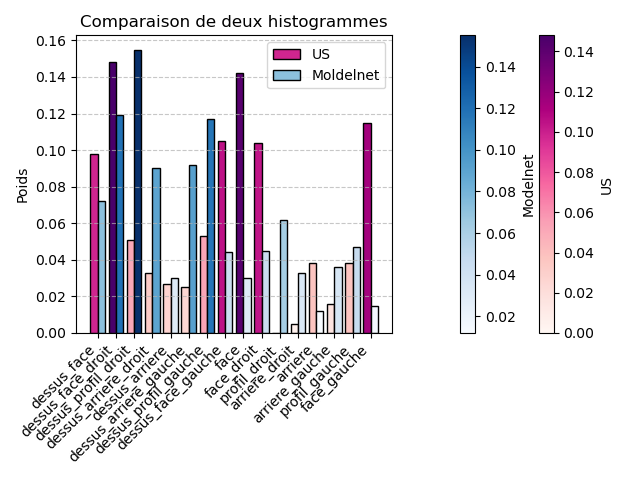 Comparaison de deux histogrammes
US
Moldelnet
Poids
0.16
0.14
0.12
0.10
0.08
0.06
0.04
0.02
0.00
dessus_face
dessus_face_droit
dessus_profil_droit
dessus_arriere_droit
dessus_arriere
dessus_arriere_gauche
dessus_profil_gauche
dessus_face_gauche
face
face_droit
profil_droit
arriere_droit
arriere
arriere_gauche
profil_gauche
face_gauche
0.14
0.12
0.10
0.08
0.06
0.04
0.02
Modelnet
0.14
0.12
0.10
0.08
0.06
0.04
0.02
0.00
US